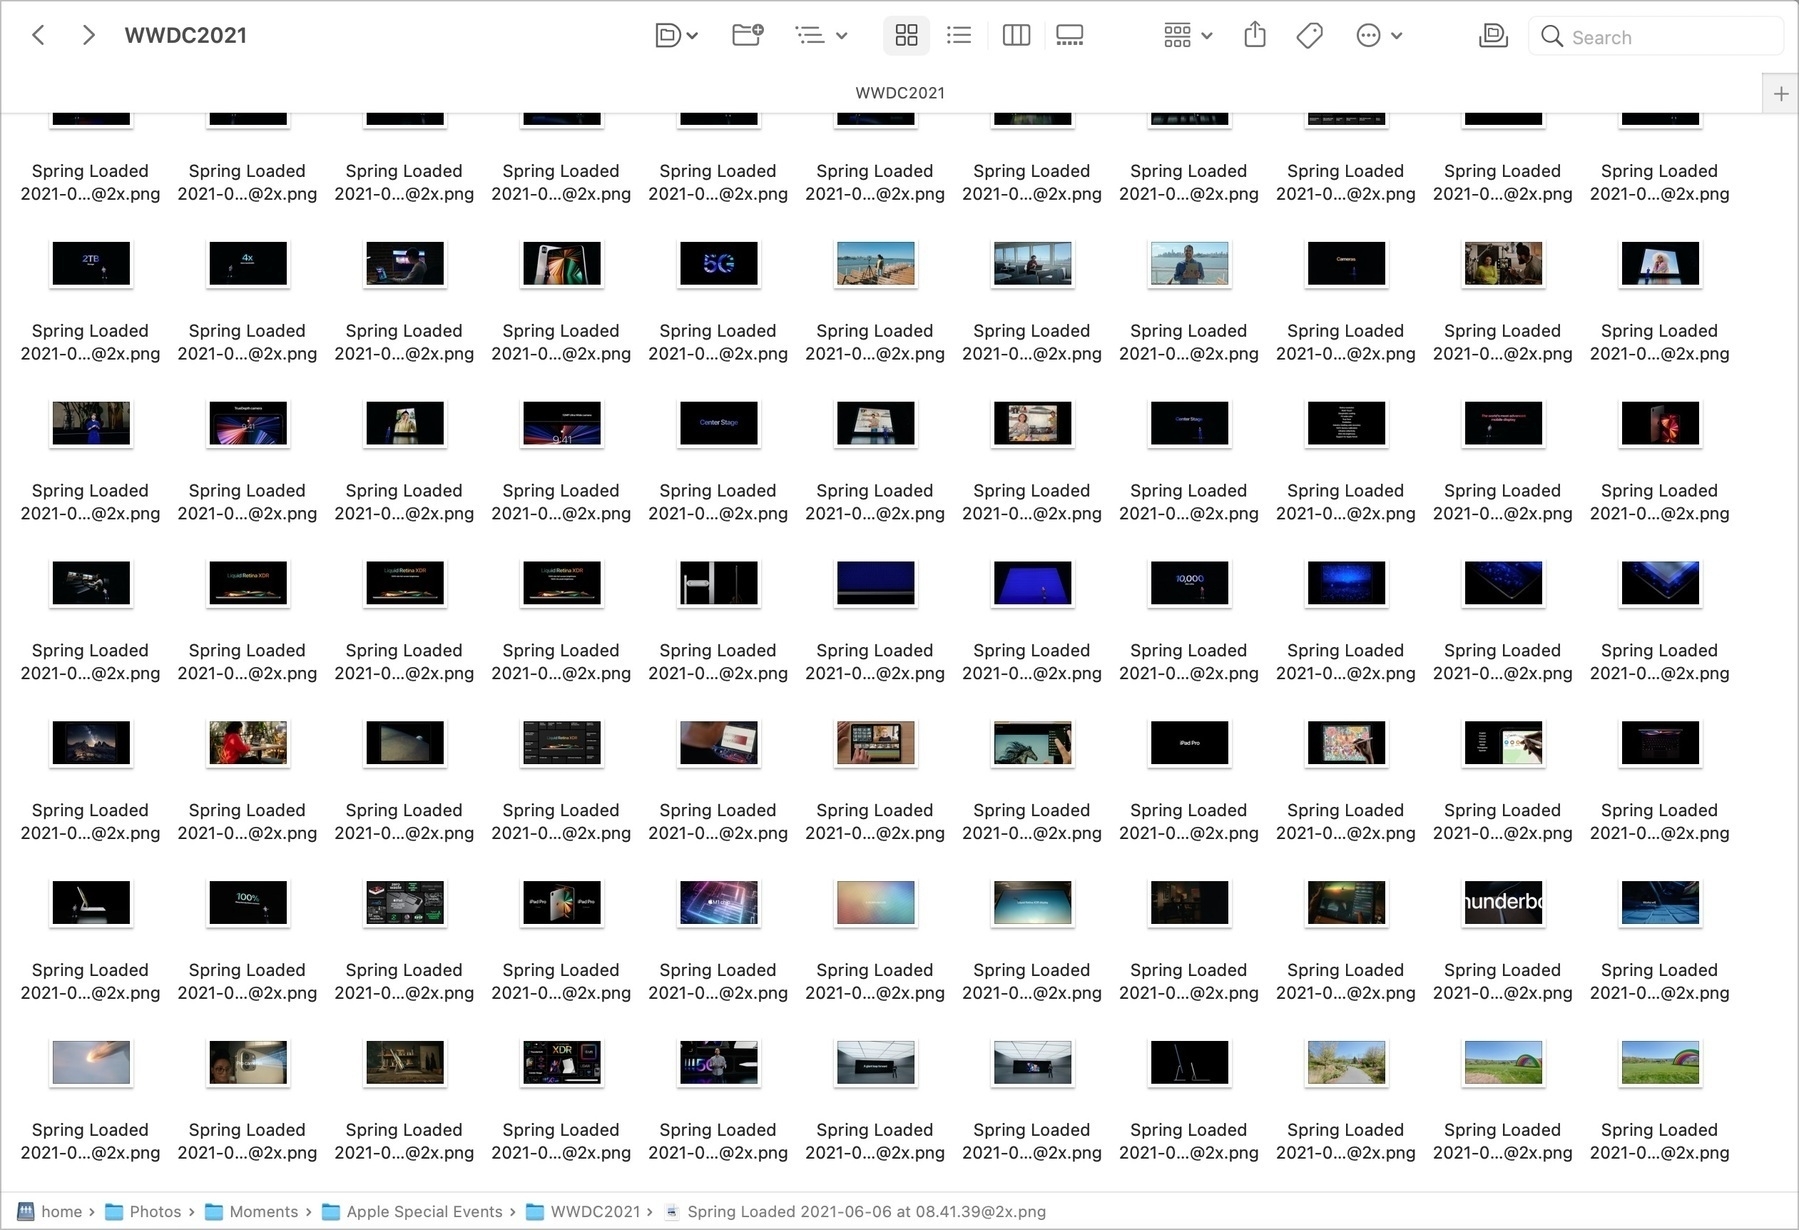 WWDC2021
Search
WWDC2021
Spring Loaded Spring Loaded Spring Loaded Spring Loaded Spring Loaded Spring Loaded Spring Loaded Spring Loaded Spring Loaded Spring Loaded Spring Loaded
2021-0...@2x.png 2021-0...@2x.png 2021-0...@2x.png 2021-0...@2x.png 2021-0...@2x.png 2021-0...@2x.png 2021-0...@2x.png 2021-0...@2x.png 2021-0...@2x.png 2021-0...@2x.png 2021-0...@2x.png
2TB 4x 5G Cameras
Spring Loaded Spring Loaded Spring Loaded Spring Loaded Spring Loaded Spring Loaded Spring Loaded Spring Loaded Spring Loaded Spring Loaded Spring Loaded
2021-0...@2x.png 2021-0...@2x.png 2021-0...@2x.png 2021-0...@2x.png 2021-0...@2x.png 2021-0...@2x.png 2021-0...@2x.png 2021-0...@2x.png 2021-0...@2x.png 2021-0...@2x.png 2021-0...@2x.png
TrueDepth camera 9:41 9:41 Center Stage Center Stage
Spring Loaded Spring Loaded Spring Loaded Spring Loaded Spring Loaded Spring Loaded Spring Loaded Spring Loaded Spring Loaded Spring Loaded Spring Loaded
2021-0...@2x.png 2021-0...@2x.png 2021-0...@2x.png 2021-0...@2x.png 2021-0...@2x.png 2021-0...@2x.png 2021-0...@2x.png 2021-0...@2x.png 2021-0...@2x.png 2021-0...@2x.png 2021-0...@2x.png
Liquid Retina XDR Liquid Retina XDR Liquid Retina XDR 10,000
Spring Loaded Spring Loaded Spring Loaded Spring Loaded Spring Loaded Spring Loaded Spring Loaded Spring Loaded Spring Loaded Spring Loaded Spring Loaded
2021-0...@2x.png 2021-0...@2x.png 2021-0...@2x.png 2021-0...@2x.png 2021-0...@2x.png 2021-0...@2x.png 2021-0...@2x.png 2021-0...@2x.png 2021-0...@2x.png 2021-0...@2x.png 2021-0...@2x.png
Liquid Retina XDR iPad Pro
Spring Loaded Spring Loaded Spring Loaded Spring Loaded Spring Loaded Spring Loaded Spring Loaded Spring Loaded Spring Loaded Spring Loaded Spring Loaded
2021-0...@2x.png 2021-0...@2x.png 2021-0...@2x.png 2021-0...@2x.png 2021-0...@2x.png 2021-0...@2x.png 2021-0...@2x.png 2021-0...@2x.png 2021-0...@2x.png 2021-0...@2x.png 2021-0...@2x.png
100% iPad Pro iPad Pro M1 chip hunderbo
Spring Loaded Spring Loaded Spring Loaded Spring Loaded Spring Loaded Spring Loaded Spring Loaded Spring Loaded Spring Loaded Spring Loaded Spring Loaded
2021-0...@2x.png 2021-0...@2x.png 2021-0...@2x.png 2021-0...@2x.png 2021-0...@2x.png 2021-0...@2x.png 2021-0...@2x.png 2021-0...@2x.png 2021-0...@2x.png 2021-0...@2x.png 2021-0...@2x.png
XDR 5G
Spring Loaded Spring Loaded Spring Loaded Spring Loaded Spring Loaded Spring Loaded Spring Loaded Spring Loaded Spring Loaded Spring Loaded Spring Loaded
2021-0...@2x.png 2021-0...@2x.png 2021-0...@2x.png 2021-0...@2x.png 2021-0...@2x.png 2021-0...@2x.png 2021-0...@2x.png 2021-0...@2x.png 2021-0...@2x.png 2021-0...@2x.png 2021-0...@2x.png
home › Photos › Moments › Apple Special Events › WWDC2021 › Spring Loaded 2021-06-06 at 08.41.39@2x.png